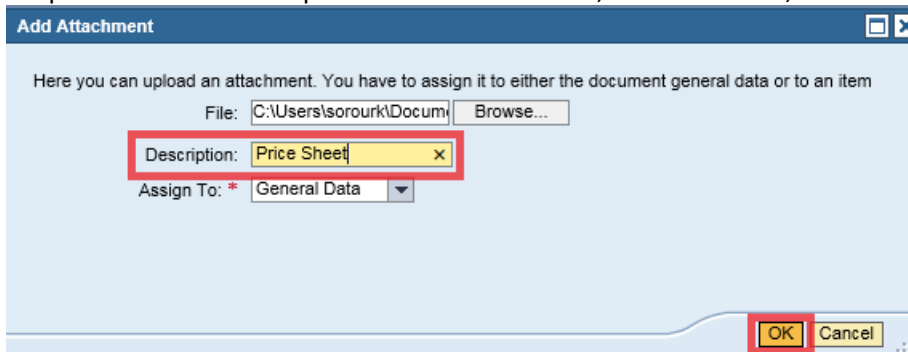 Add Attachment
Here you can upload an attachment. You have to assign it to either the document general data or to an item
File: C:\Users\sorourk\Docum Browse...
Description: Price Sheet ×
Assign To: * General Data
OK Cancel